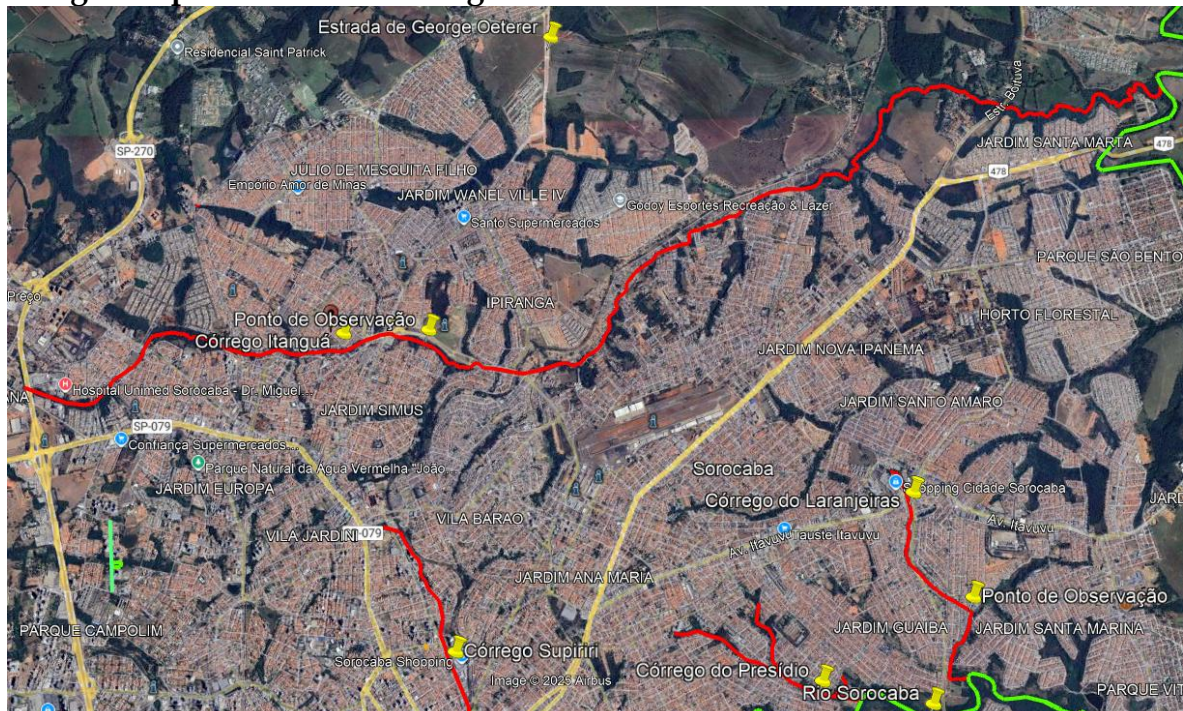 Estrada de George Oeterer
Residencial Saint Patrick
Estr. Boituva
SP-270
JARDIM SANTA MARTA
478
478
JÚLIO DE MESQUITA FILHO
Empório Amor de Minas
JARDIM WANEL VILLE IV
Godoy Esportes Recreação & Lazer
Santo Supermercados
PARQUE SÃO BENTO
Preço
IPIRANGA
HORTO FLORESTAL
Ponto de Observação
Córrego Itanguá
JARDIM NOVA IPANEMA
Hospital Unimed Sorocaba - Dr. Miguel...
ANA
JARDIM SIMUS
JARDIM SANTO AMARO
SP-079
Confiança Supermercados...
Parque Natural da Água Vermelha "João...
Sorocaba
JARDIM EUROPA
Shopping Cidade Sorocaba
Córrego do Laranjeiras
JARD
VILA BARÃO
Av. Itavuvu
VILA JARDINI
-079
Av. Itavuvu
auste Itavuvu
JARDIM ANA MARIA
Ponto de Observação
PARQUE CAMPOLIM
JARDIM GUAIBA
JARDIM SANTA MARINA
Córrego Supiriri
Sorocaba Shopping
Córrego do Presídio
Image © 2025 Airbus
Rio Sorocaba
PARQUE VIT